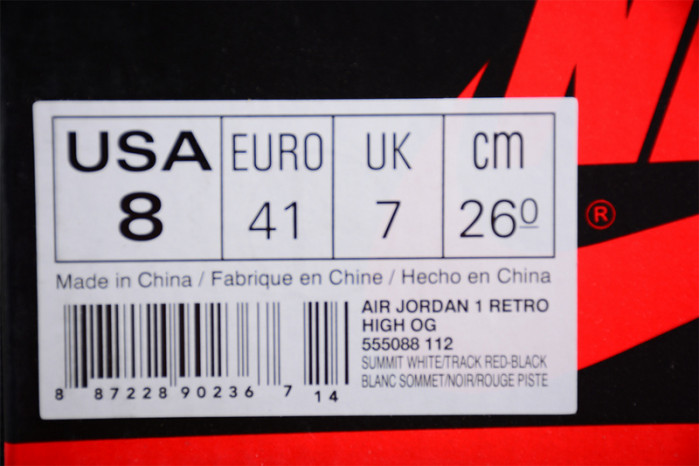 USA EURO UK cm
8 41 7 26⁰
®
Made in China / Fabrique en Chine / Hecho en China
AIR JORDAN 1 RETRO
HIGH OG
555088 112
SUMMIT WHITE/TRACK RED-BLACK
BLANC SOMMET/NOIR/ROUGE PISTE
8 87228 90236 7 14